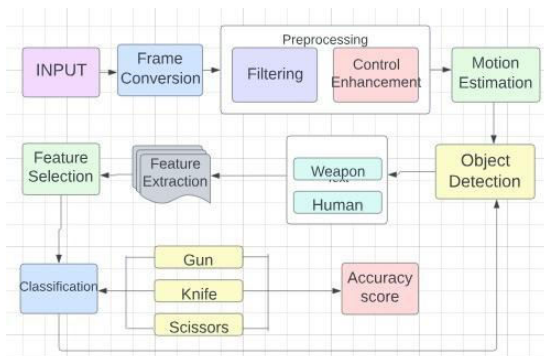 Preprocessing
INPUT
Frame
Conversion
Filtering
Control
Enhancement
Motion
Estimation
Feature
Selection
Feature
Extraction
Weapon
Human
Object
Detection
Classification
Gun
Knife
Scissors
Accuracy
score